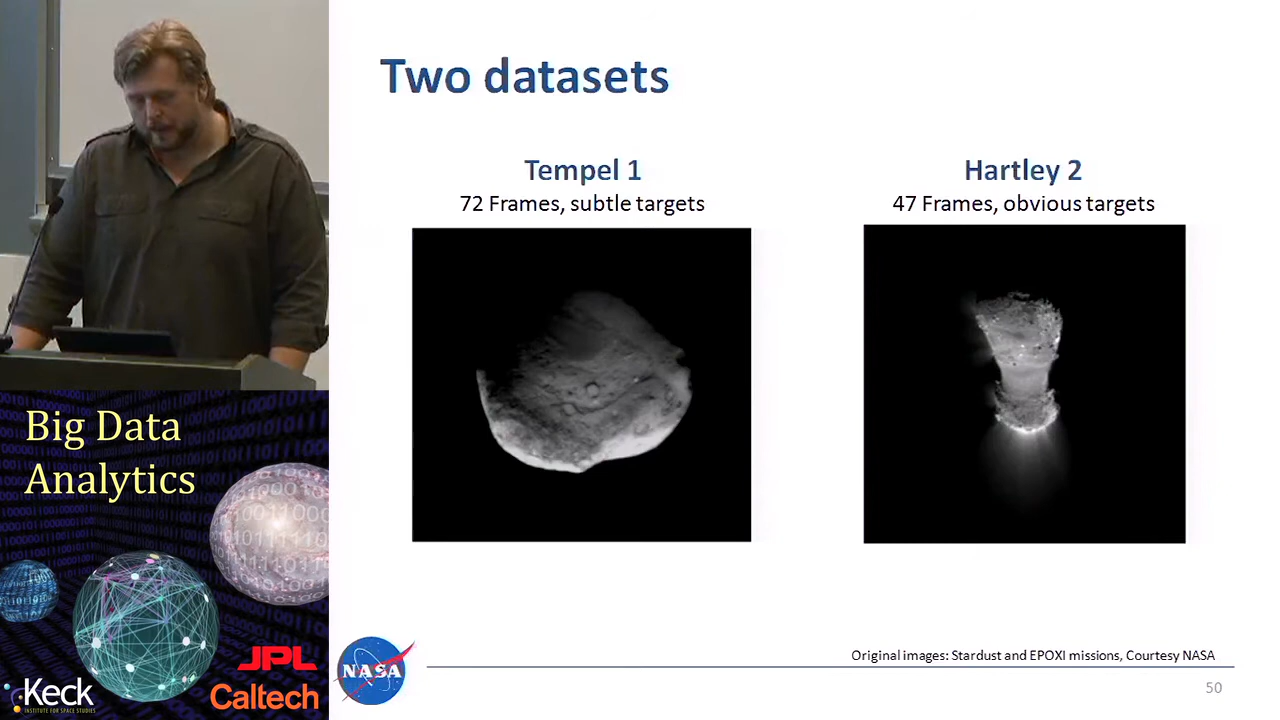 Two datasets
Tempel 1
72 Frames, subtle targets
Hartley 2
47 Frames, obvious targets
Big Data
Analytics
JPL
Caltech
Keck
INSTITUTE FOR SPACE STUDIES
NASA
Original images: Stardust and EPOXI missions, Courtesy NASA
50